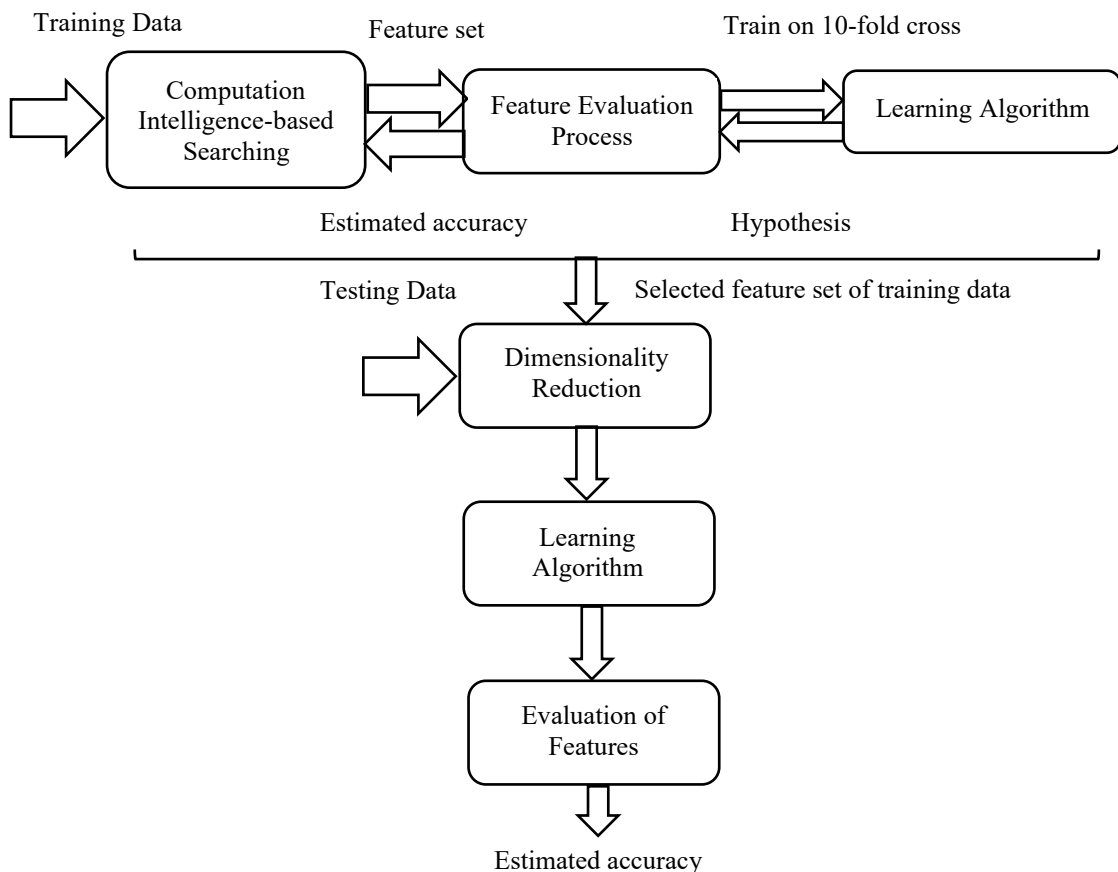 Training Data
Feature set
Train on 10-fold cross
Computation
Intelligence-based
Searching
Feature Evaluation
Process
Learning Algorithm
Estimated accuracy
Hypothesis
Testing Data
Selected feature set of training data
Dimensionality
Reduction
Learning
Algorithm
Evaluation of
Features
Estimated accuracy